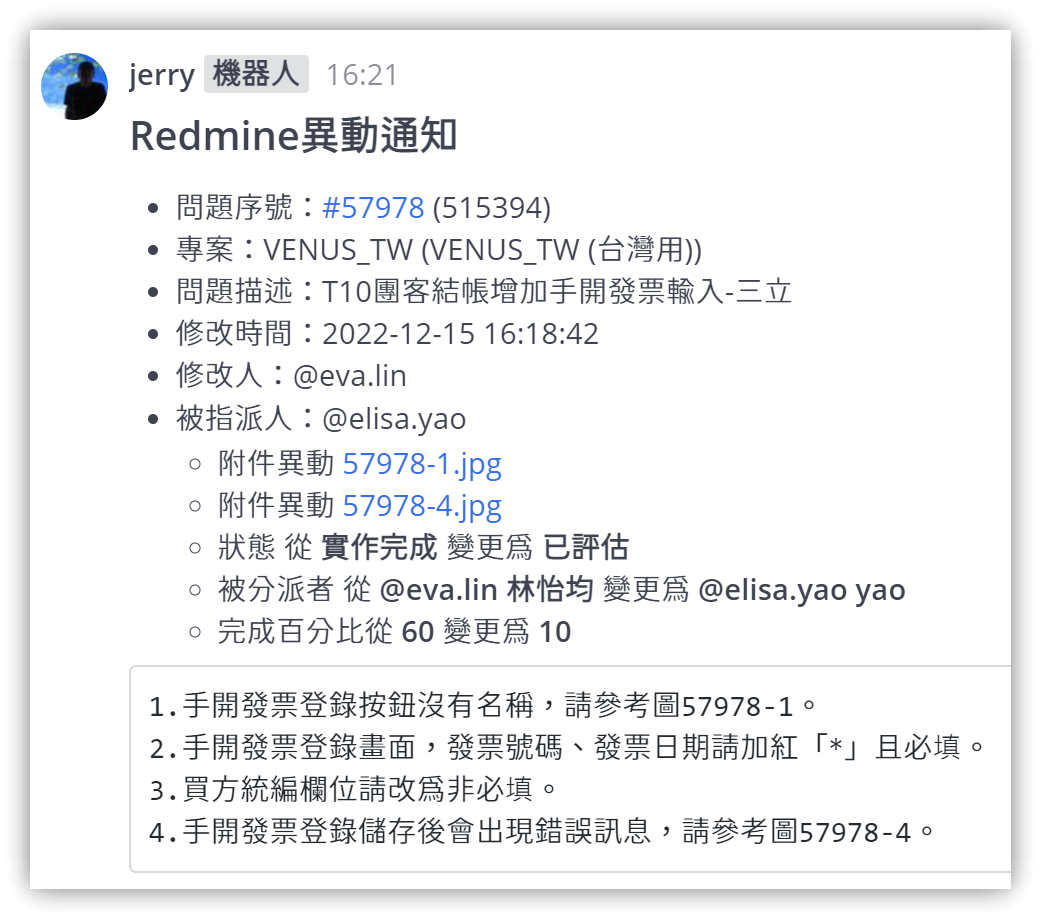 jerry 機器人 16:21
Redmine異動通知
• 問題序號：#57978 (515394)
• 專案：VENUS_TW (VENUS_TW (台灣用))
• 問題描述：T10團客結帳增加手開發票輸入-三立
• 修改時間：2022-12-15 16:18:42
• 修改人：@eva.lin
• 被指派人：@elisa.yao
◦ 附件異動 57978-1.jpg
◦ 附件異動 57978-4.jpg
◦ 狀態 從 實作完成 變更爲 已評估
◦ 被分派者 從 @eva.lin 林怡均 變更爲 @elisa.yao yao
◦ 完成百分比從 60 變更爲 10
1.手開發票登錄按鈕沒有名稱，請參考圖57978-1。
2.手開發票登錄畫面，發票號碼、發票日期請加紅「*」且必填。
3.買方統編欄位請改爲非必填。
4.手開發票登錄儲存後會出現錯誤訊息，請參考圖57978-4。